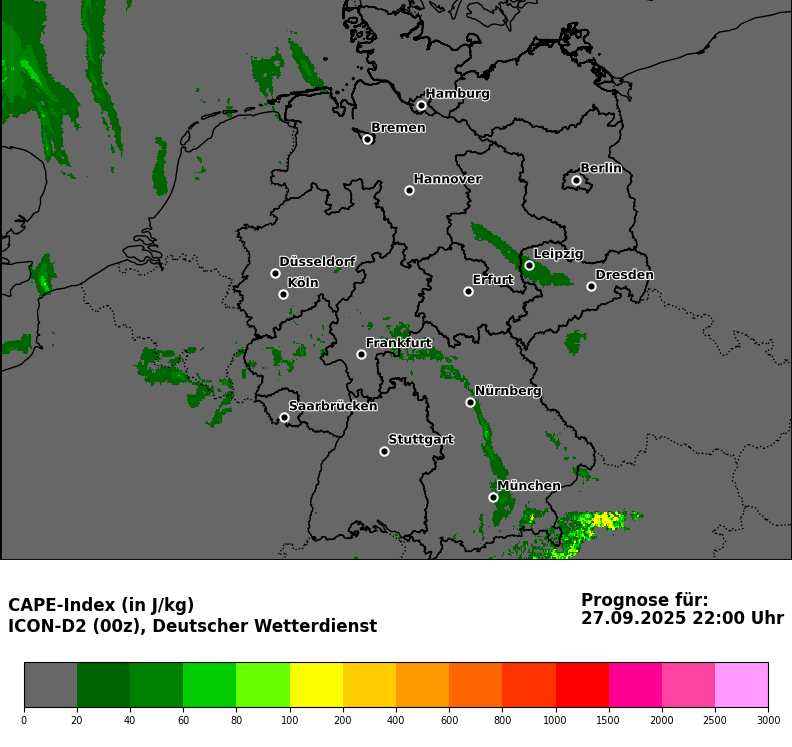 Hamburg
Bremen
Berlin
Hannover
Leipzig
Düsseldorf
Dresden
Köln
Erfurt
Frankfurt
Nürnberg
Saarbrücken
Stuttgart
München
CAPE-Index (in J/kg)
ICON-D2 (00z), Deutscher Wetterdienst
Prognose für:
27.09.2025 22:00 Uhr
0 20 40 60 80 100 200 400 600 800 1000 1500 2000 2500 3000